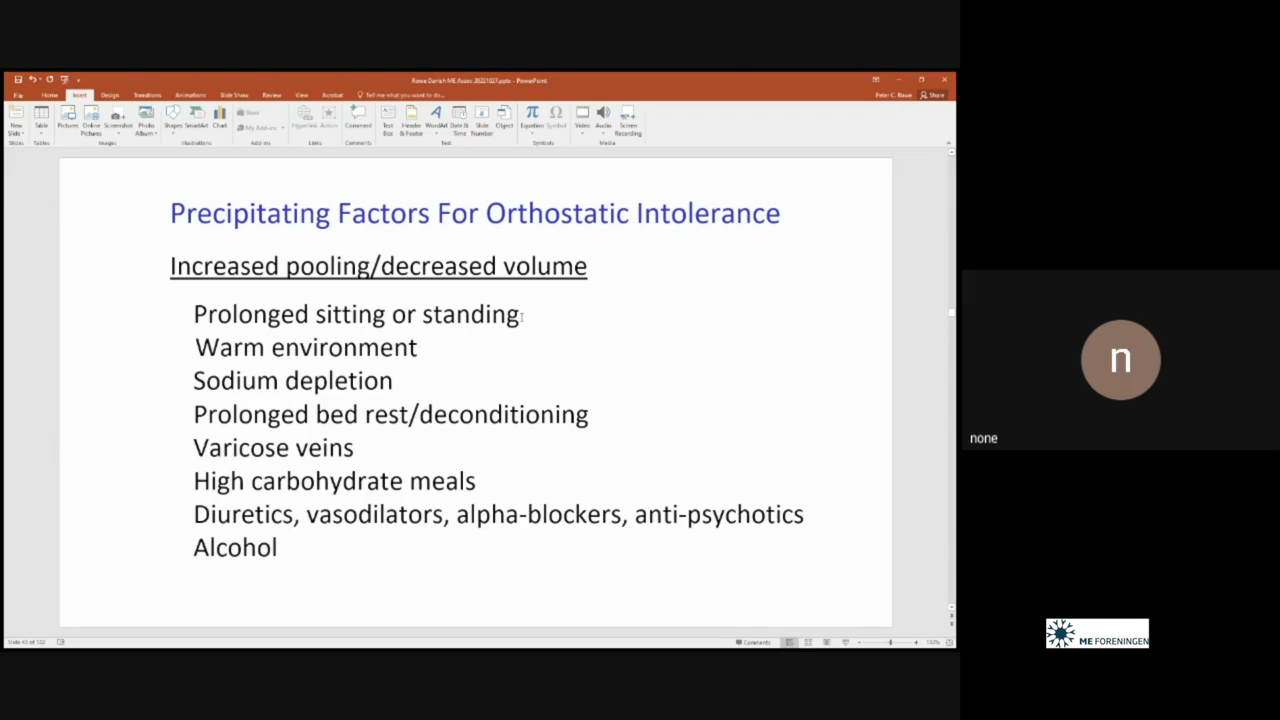 Rowe Danish ME Assoc 20221027.pptx - PowerPoint
File Home Insert Design Transitions Animations Slide Show Review View Acrobat Tell me what you want to do... Peter C. Rowe Share
New Slide Table Pictures Online Pictures Screenshot Photo Album Shapes SmartArt Chart Store My Add-ins Hyperlink Action Comment Text Box Header & Footer WordArt Date & Time Slide Number Object Equation Symbol Video Audio Screen Recording
Slides Tables Images Illustrations Add-ins Links Comments Text Symbols Media
Precipitating Factors For Orthostatic Intolerance
Increased pooling/decreased volume
Prolonged sitting or standing
Warm environment
Sodium depletion
Prolonged bed rest/deconditioning
Varicose veins
High carbohydrate meals
Diuretics, vasodilators, alpha-blockers, anti-psychotics
Alcohol
Comments
n
none
ME FORENINGEN